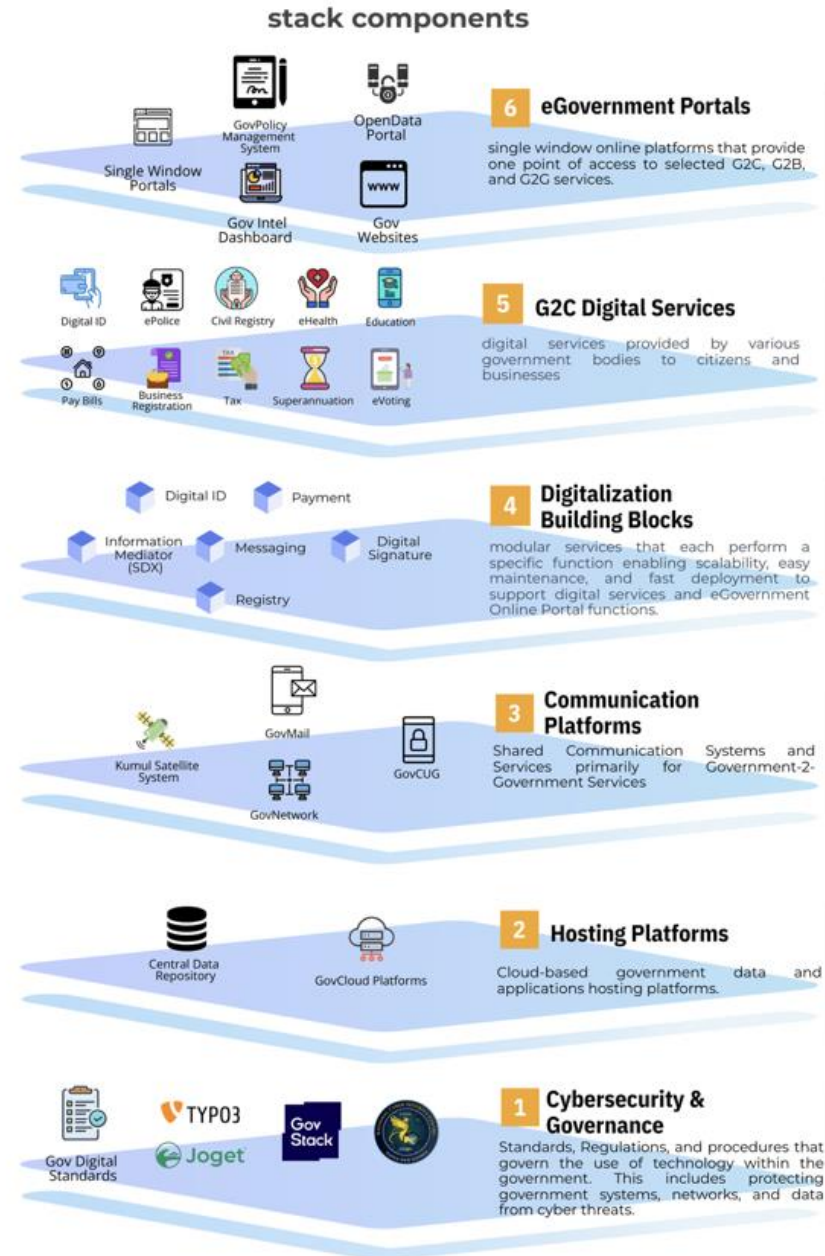 stack components
GovPolicy
Management
System
OpenData
Portal
Single Window
Portals
Gov Intel
Dashboard
www
Gov
Websites
6 eGovernment Portals
single window online platforms that provide
one point of access to selected G2C, G2B,
and G2G services.
Digital ID
ePolice
Civil Registry
eHealth
Education
Pay Bills
Business
Registration
TAX
Tax
Superannuation
eVoting
5 G2C Digital Services
digital services provided by various
government bodies to citizens and
businesses
Digital ID
Payment
Information
Mediator
(SDX)
Messaging
Digital
Signature
Registry
4 Digitalization
Building Blocks
modular services that each perform a
specific function enabling scalability, easy
maintenance, and fast deployment to
support digital services and eGovernment
Online Portal functions.
GovMail
Kumul Satellite
System
GovCUG
GovNetwork
3 Communication
Platforms
Shared Communication Systems and
Services primarily for Government-2-
Government Services
Central Data
Repository
GovCloud Platforms
2 Hosting Platforms
Cloud-based government data and
applications hosting platforms.
Gov Digital
Standards
TYPO3
Joget
Gov
Stack
1 Cybersecurity &
Governance
Standards, Regulations, and procedures that
govern the use of technology within the
government. This includes protecting
government systems, networks, and data
from cyber threats.